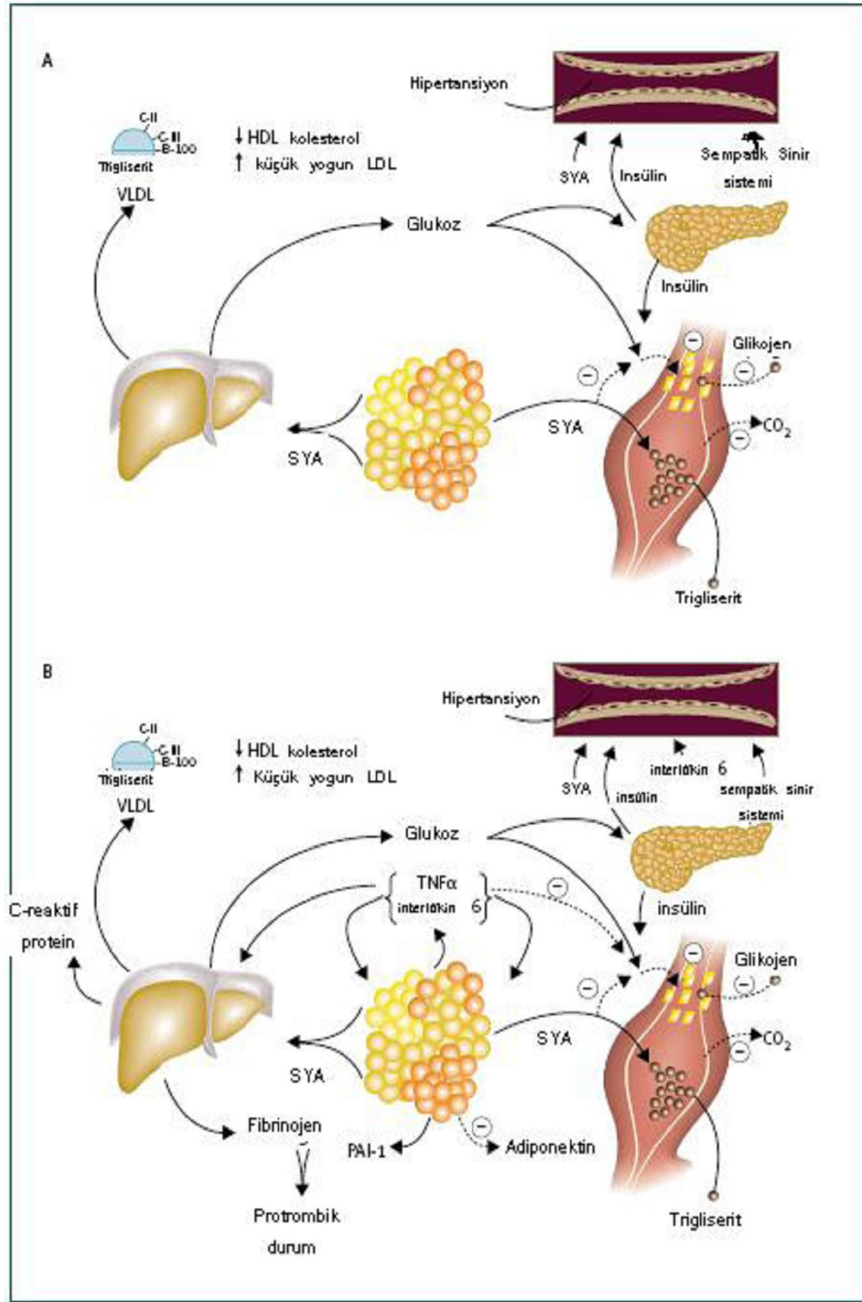 A
Hipertansiyon
C-II
C-III
B-100
Trigliserit
VLDL
↓ HDL kolesterol
↑ küçük yogun LDL
SYA
Insülin
Sempatik Sinir
sistemi
Glukoz
Insülin
Glikojen
SYA
SYA
CO2
Trigliserit
B
Hipertansiyon
C-II
C-III
B-100
Trigliserit
VLDL
↓ HDL kolesterol
↑ Küçük yogun LDL
SYA
insülin
interlökin 6
sempatik sinir
sistemi
Glukoz
TNFα
interlökin 6
insülin
C-reaktif
protein
Glikojen
SYA
SYA
CO2
Fibrinojen
PAI-1
Adiponektin
Protrombik
durum
Trigliserit